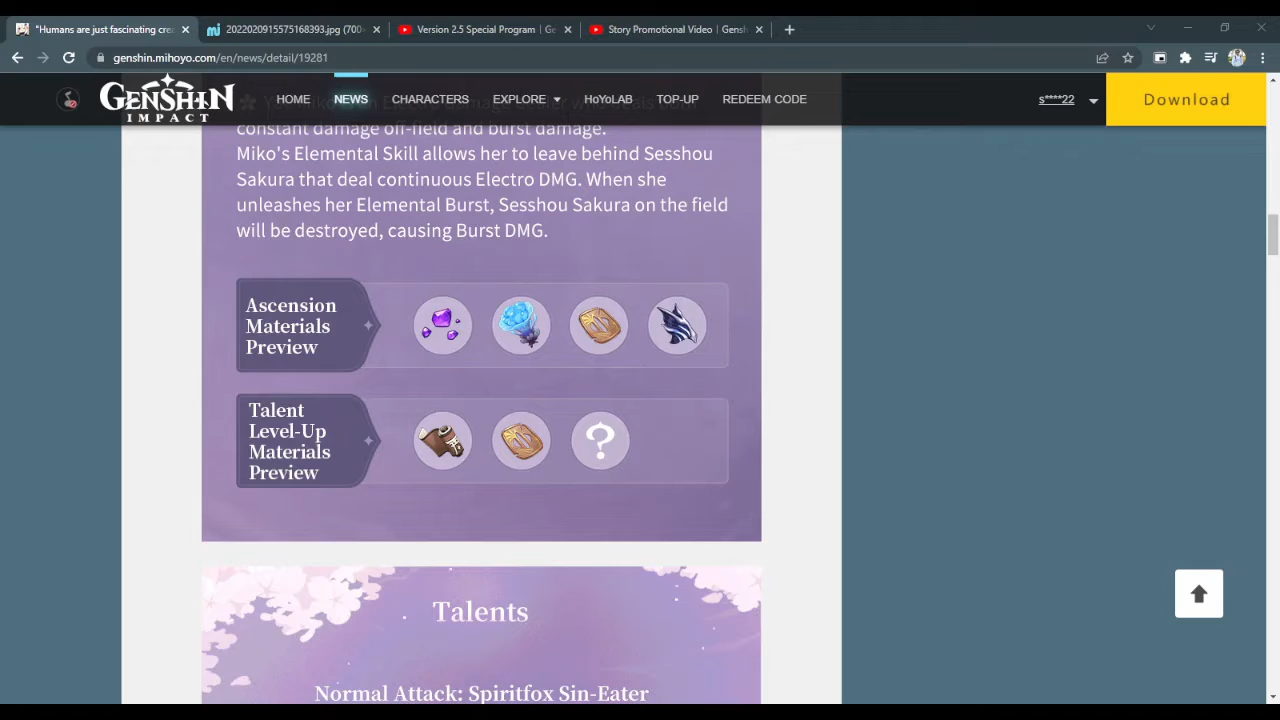 "Humans are just fascinating cre
2022020915575168393.jpg (700
Version 2.5 Special Program | Ge
Story Promotional Video | Gensh
genshin.mihoyo.com/en/news/detail/19281
GENSHIN
IMPACT
HOME
NEWS
CHARACTERS
EXPLORE
HoYoLAB
TOP-UP
REDEEM CODE
s****22
Download
constant damage off-field and burst damage.
Miko's Elemental Skill allows her to leave behind Sesshou
Sakura that deal continuous Electro DMG. When she
unleashes her Elemental Burst, Sesshou Sakura on the field
will be destroyed, causing Burst DMG.
Ascension
Materials
Preview
Talent
Level-Up
Materials
Preview
?
Talents
Normal Attack: Spiritfox Sin-Eater